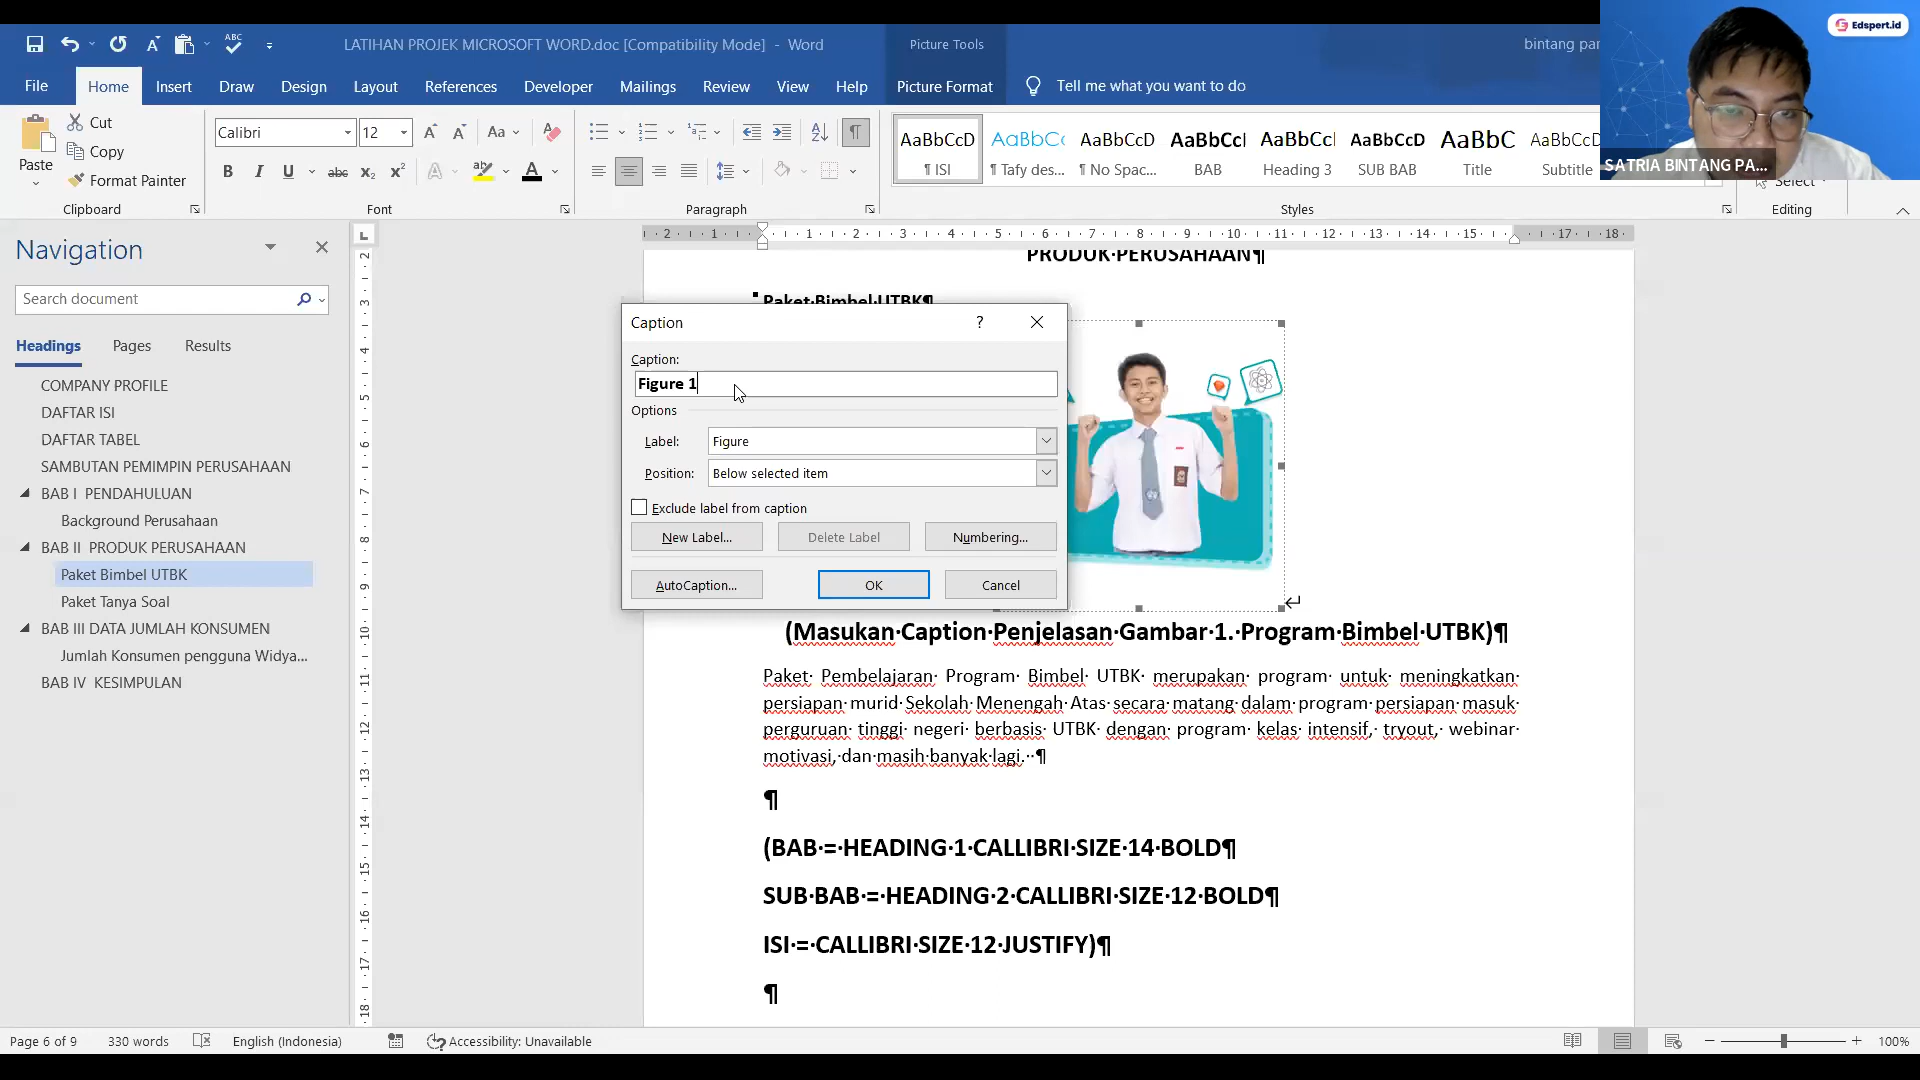 LATIHAN PROJEK MICROSOFT WORD.doc [Compatibility Mode] - Word
Picture Tools
Edspert.id
File
Home
Insert
Draw
Design
Layout
References
Developer
Mailings
Review
View
Help
Picture Format
Tell me what you want to do
SATRIA BINTANG PA...
Paste
Cut
Copy
Format Painter
Clipboard
Calibri
12
Font
Paragraph
AaBbCcD
¶ ISI
AaBbCc
¶ Tafy des...
AaBbCcD
¶ No Spac...
AaBbCcI
BAB
AaBbCcI
Heading 3
AaBbCcD
SUB BAB
AaBbC
Title
AaBbCcD
Subtitle
Styles
Select
Editing
Navigation
Search document
Headings
Pages
Results
COMPANY PROFILE
DAFTAR ISI
DAFTAR TABEL
SAMBUTAN PEMIMPIN PERUSAHAAN
BAB I PENDAHULUAN
Background Perusahaan
BAB II PRODUK PERUSAHAAN
Paket Bimbel UTBK
Paket Tanya Soal
BAB III DATA JUMLAH KONSUMEN
Jumlah Konsumen pengguna Widya...
BAB IV KESIMPULAN
PRODUK·PERUSAHAAN¶
Paket·Bimbel·UTBK¶
Caption
Caption:
Figure 1
Options
Label:
Figure
Position:
Below selected item
Exclude label from caption
New Label...
Delete Label
Numbering...
AutoCaption...
OK
Cancel
(Masukan·Caption·Penjelasan·Gambar·1.·Program·Bimbel·UTBK)¶
Paket· Pembelajaran· Program· Bimbel· UTBK· merupakan· program· untuk· meningkatkan·
persiapan·murid·Sekolah·Menengah·Atas·secara·matang·dalam·program·persiapan·masuk·
perguruan· tinggi· negeri· berbasis· UTBK· dengan· program· kelas· intensif,· tryout,· webinar·
motivasi,·dan·masih·banyak·lagi.··¶
¶
(BAB·=·HEADING·1·CALLIBRI·SIZE·14·BOLD¶
SUB·BAB·=·HEADING·2·CALLIBRI·SIZE·12·BOLD¶
ISI·=·CALLIBRI·SIZE·12·JUSTIFY)¶
¶
Page 6 of 9
330 words
English (Indonesia)
Accessibility: Unavailable
100%